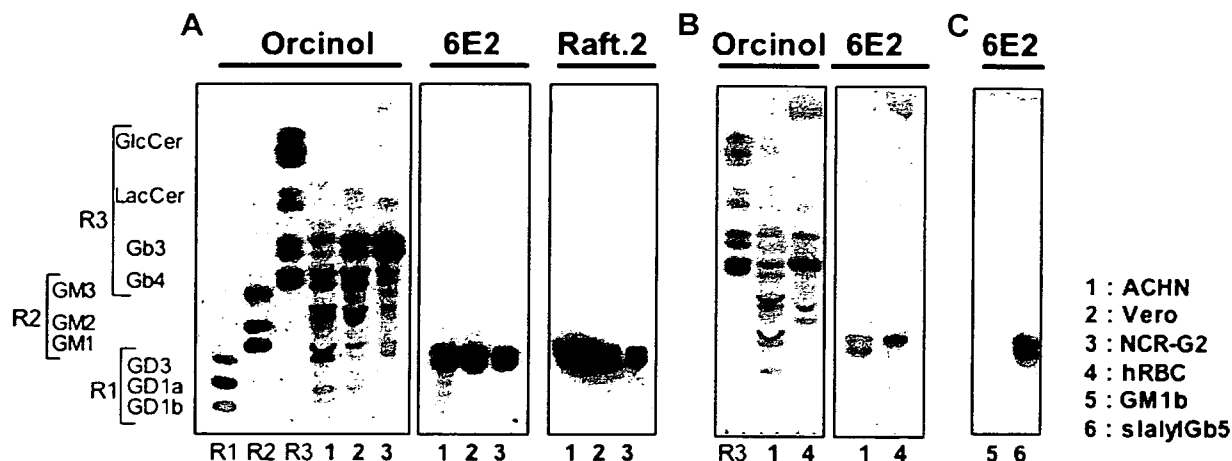 A
Orcinol
6E2
Raft.2
B
Orcinol
6E2
C
6E2
GlcCer
LacCer
R3
Gb3
Gb4
GM3
R2
GM2
GM1
GD3
R1
GD1a
GD1b
R1 R2 R3 1 2 3
1 2 3
1 2 3
R3 1 4
1 4
5 6
1 : ACHN
2 : Vero
3 : NCR-G2
4 : hRBC
5 : GM1b
6 : slalylGb5